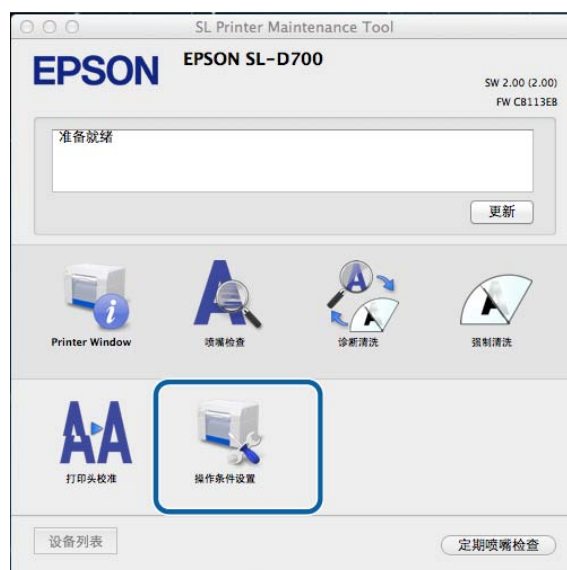 SL Printer Maintenance Tool
EPSON
EPSON SL-D700
SW 2.00 (2.00)
FW CB113EB
准备就绪
更新
Printer Window
喷嘴检查
诊断清洗
强制清洗
打印头校准
操作条件设置
设备列表
定期喷嘴检查